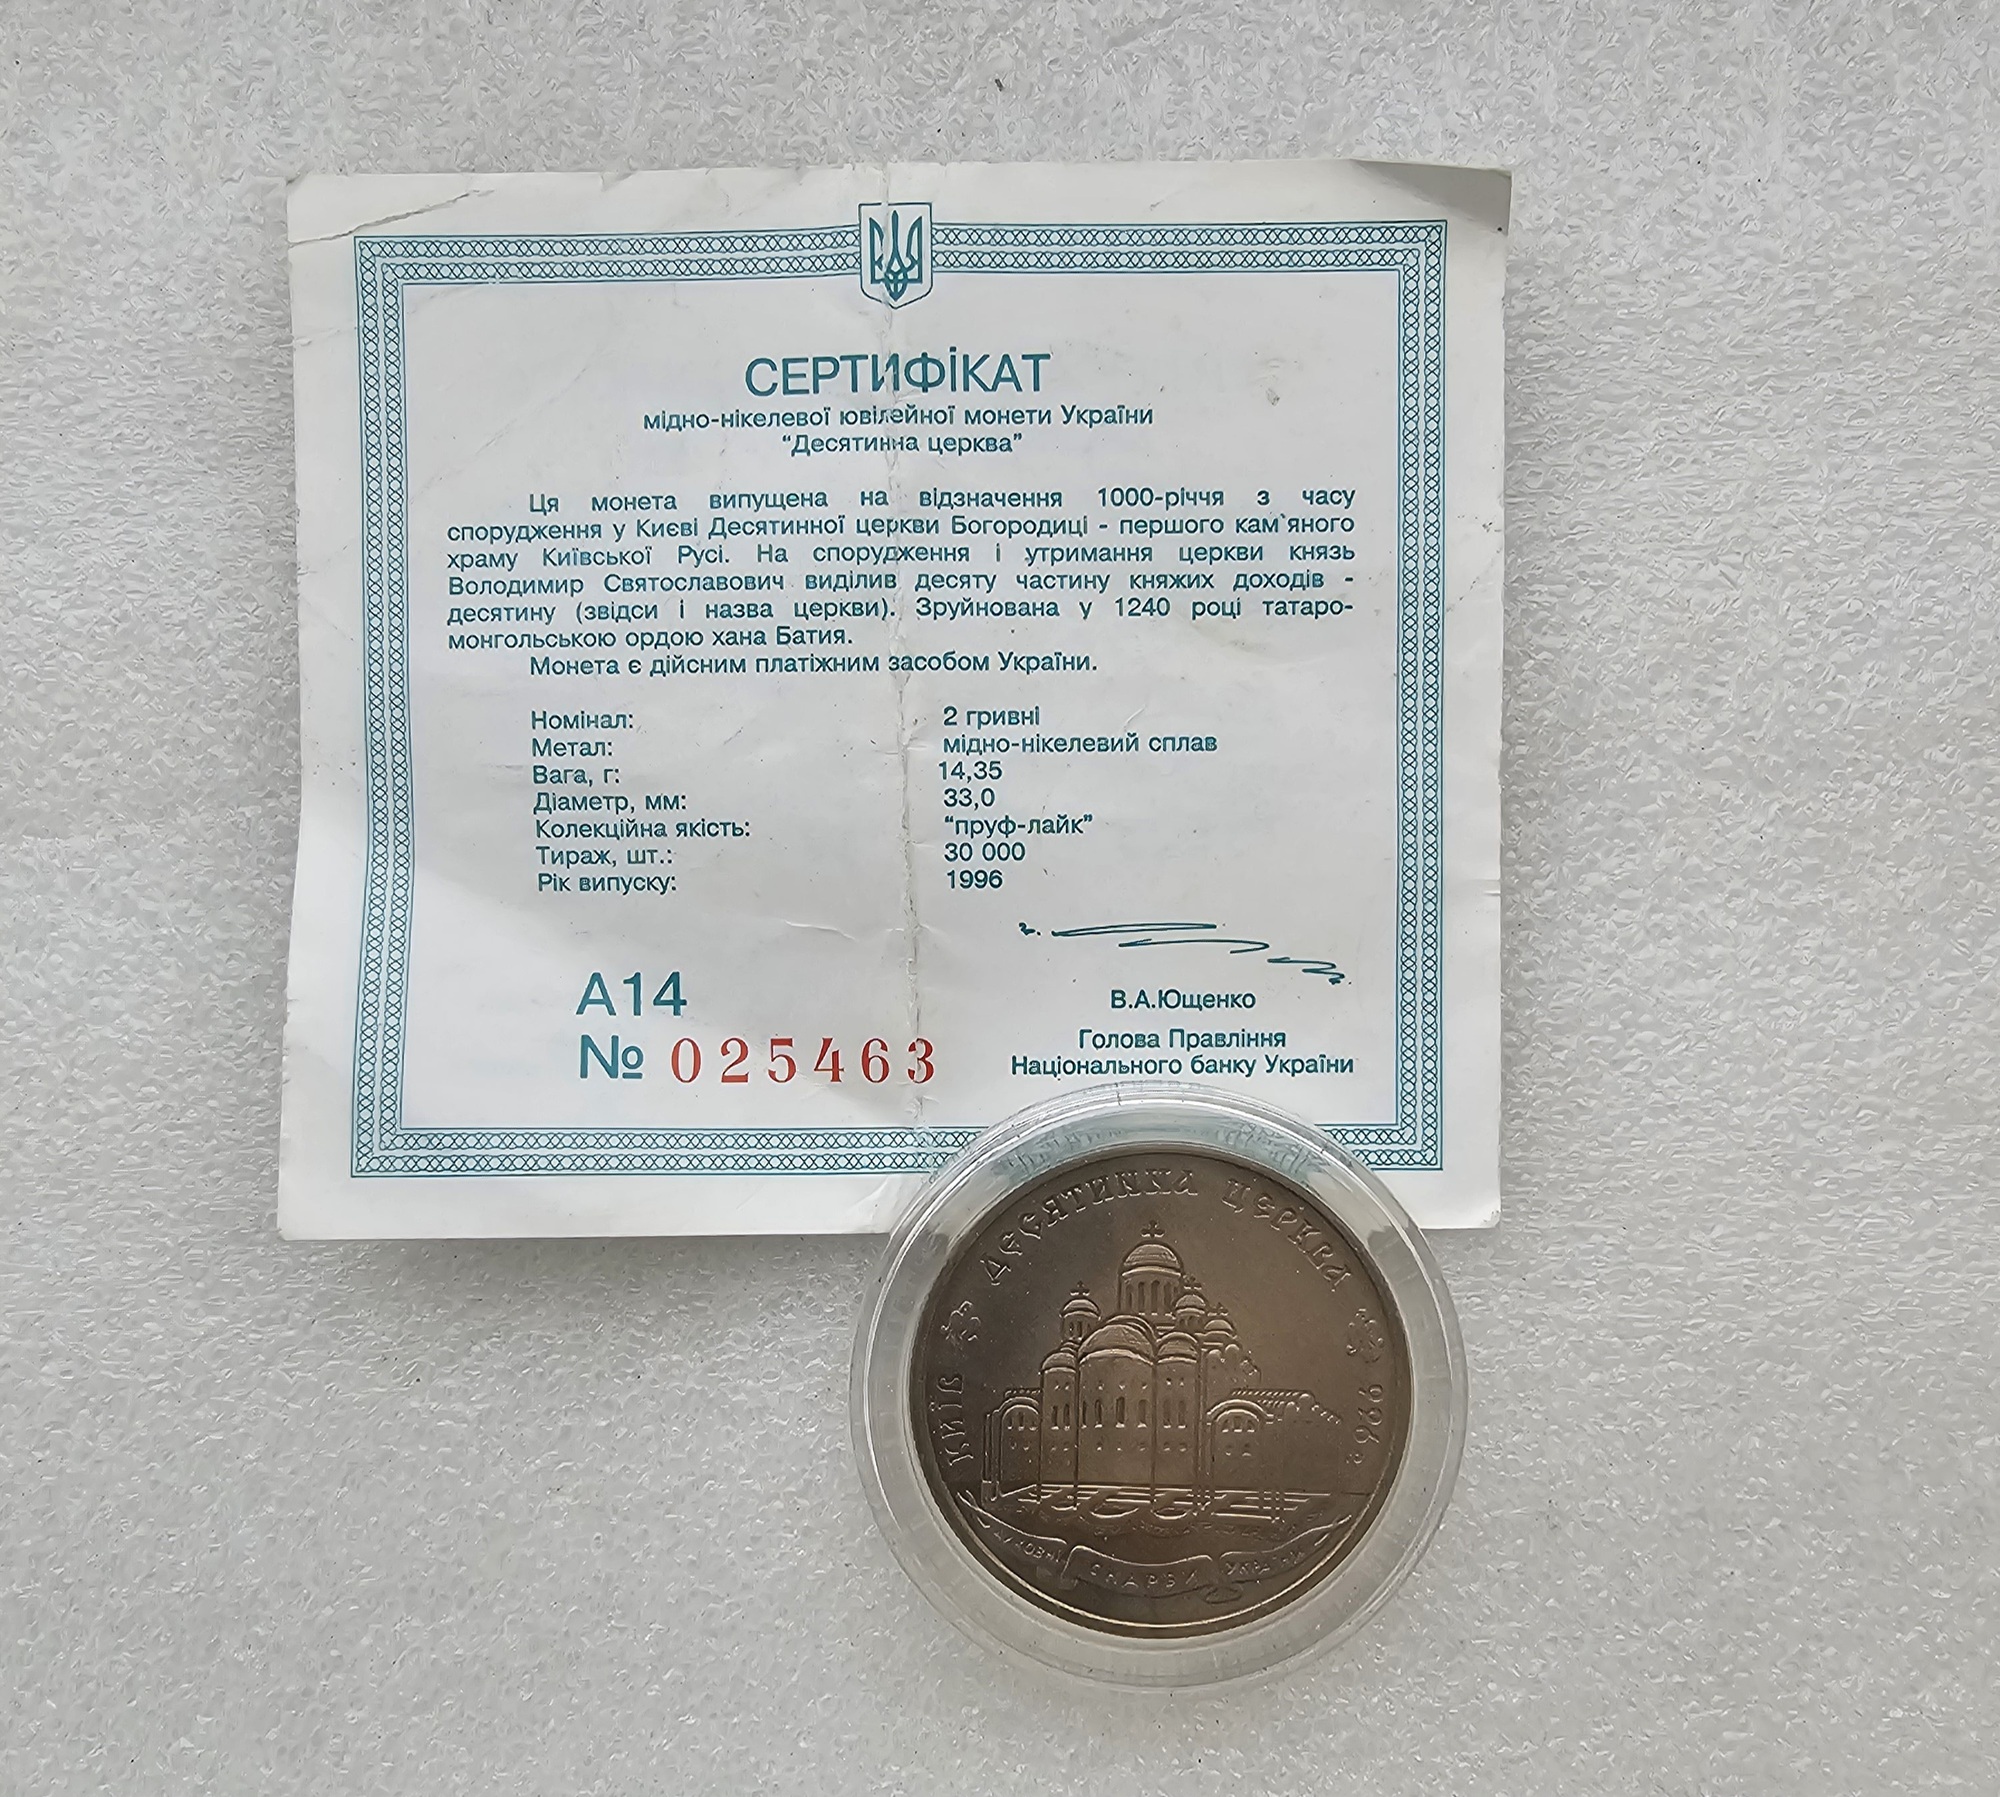 СЕРТИФІКАТ
мідно-нікелевої ювілейної монети України
“Десятинна церква”
Ця монета випущена на відзначення 1000-річчя з часу
спорудження у Києві Десятинної церкви Богородиці - першого кам`яного
храму Київської Русі. На спорудження і утримання церкви князь
Володимир Святославович виділив десяту частину княжих доходів -
десятину (звідси і назва церкви). Зруйнована у 1240 році татаро-
монгольською ордою хана Батия.
Монета є дійсним платіжним засобом України.
Номінал: 2 гривні
Метал: мідно-нікелевий сплав
Вага, г: 14,35
Діаметр, мм: 33,0
Колекційна якість: “пруф-лайк”
Тираж, шт.: 30 000
Рік випуску: 1996
А14
№ 025463
В.А.Ющенко
Голова Правління
Національного банку України
ДЕСЯТИННА ЦЕРКВА
КИЇВ
996
ДУХОВНІ СКАРБИ УКРАЇНИ